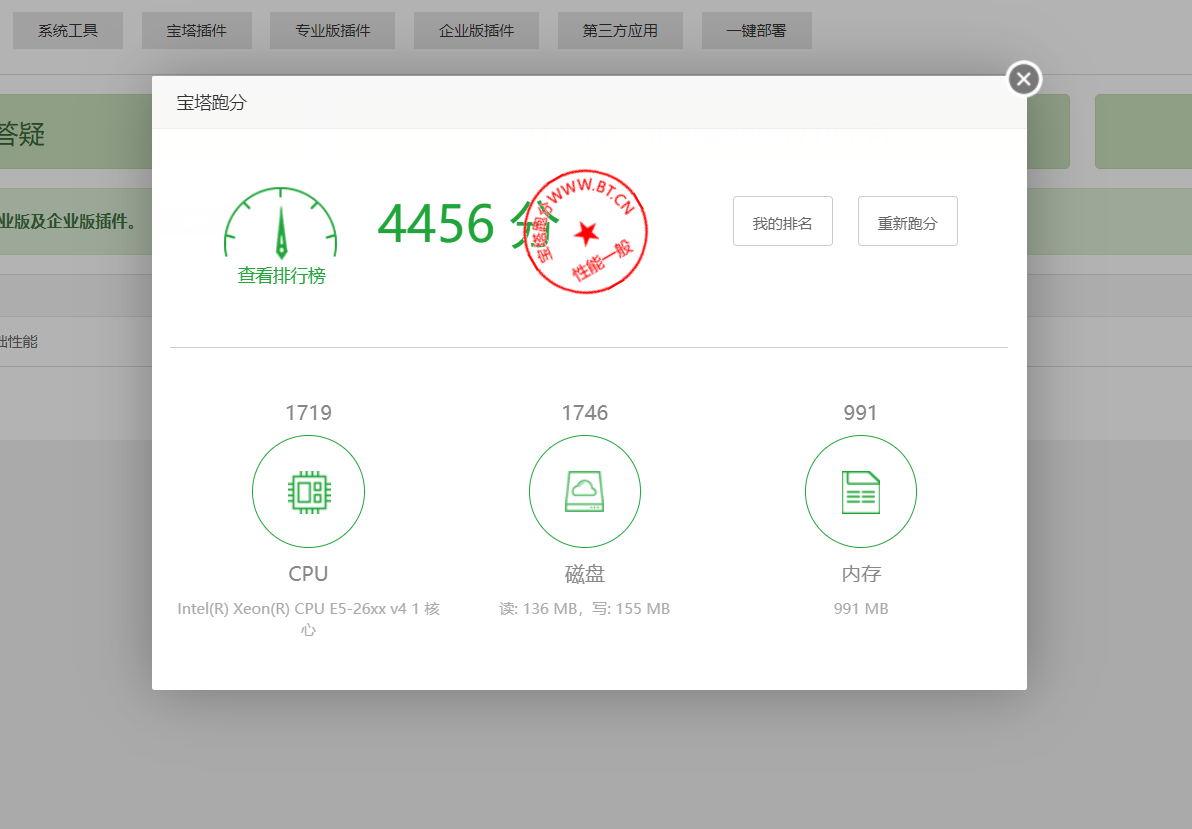 系统工具 宝塔插件 专业版插件 企业版插件 第三方应用 一键部署
宝塔跑分
答疑
业版及企业版插件。
4456 分
宝塔跑分WWW.BT.CN
性能一般
我的排名 重新跑分
查看排行榜
础性能
1719 1746 991
CPU 磁盘 内存
Intel(R) Xeon(R) CPU E5-26xx v4 1 核 读: 136 MB，写: 155 MB 991 MB
心